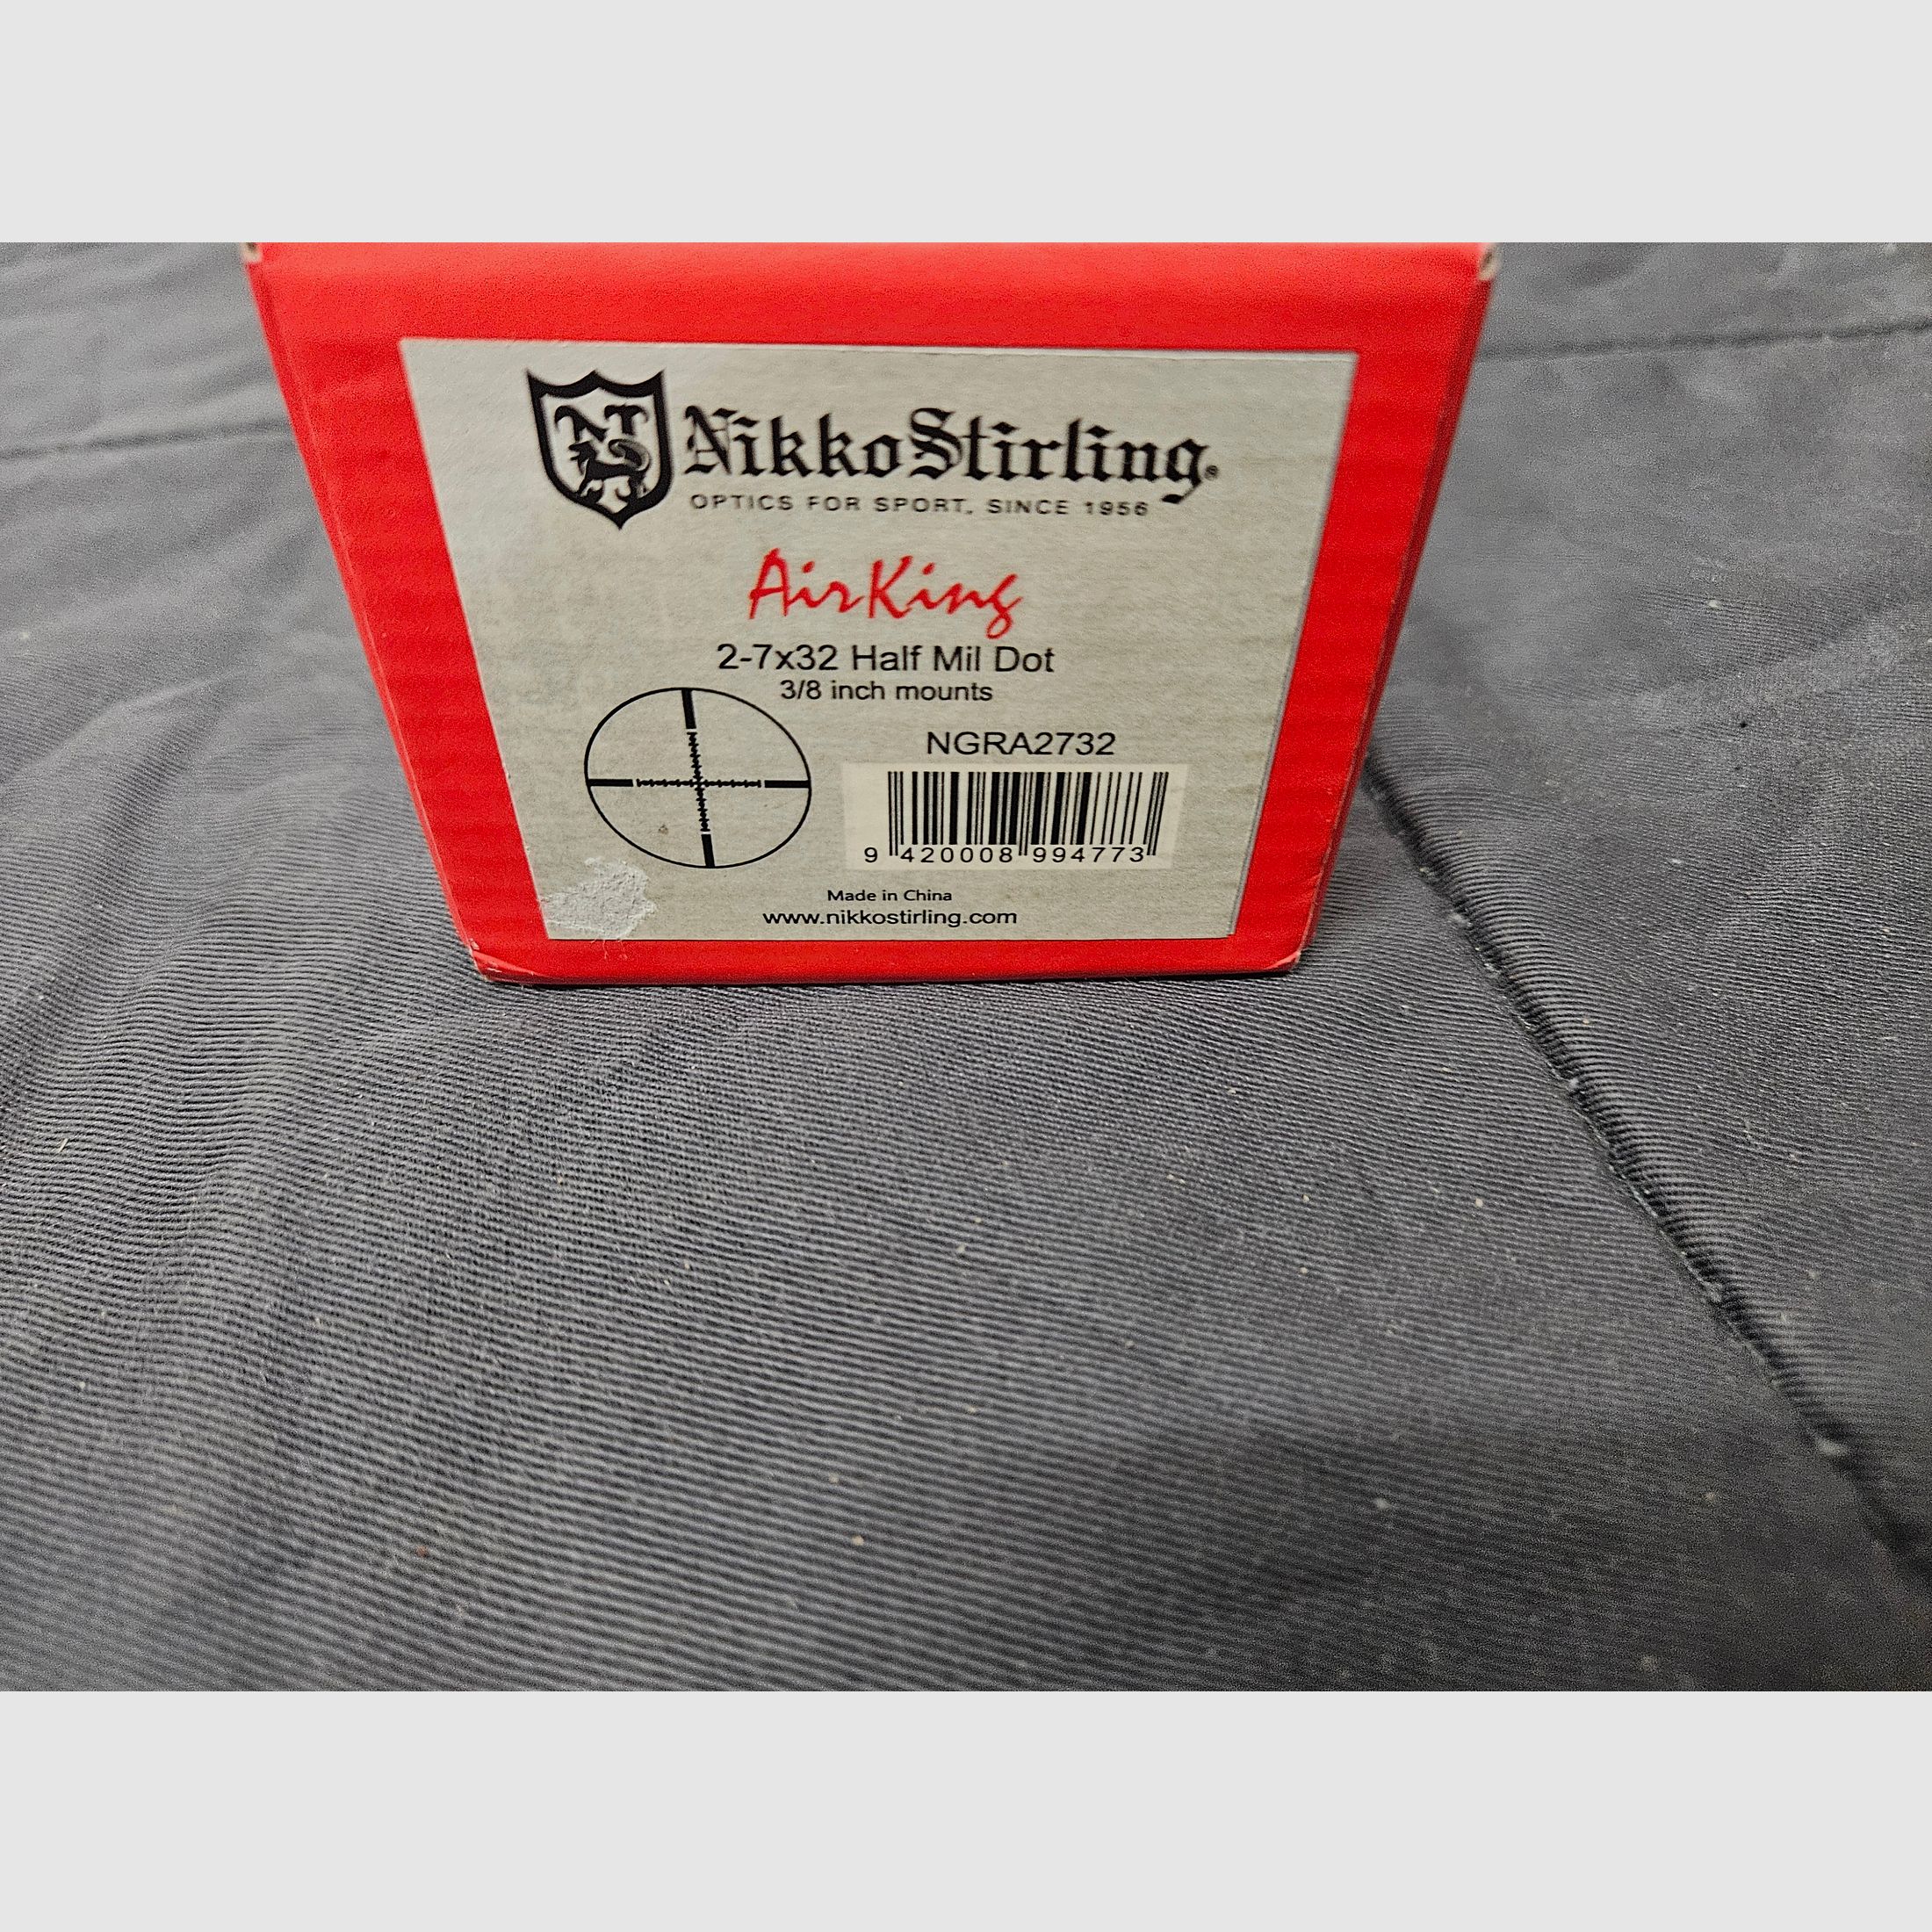 NS
NikkoStirling®
OPTICS FOR SPORT, SINCE 1956
AirKing
2-7x32 Half Mil Dot
3/8 inch mounts
NGRA2732
9 420008 994773
Made in China
www.nikkostirling.com